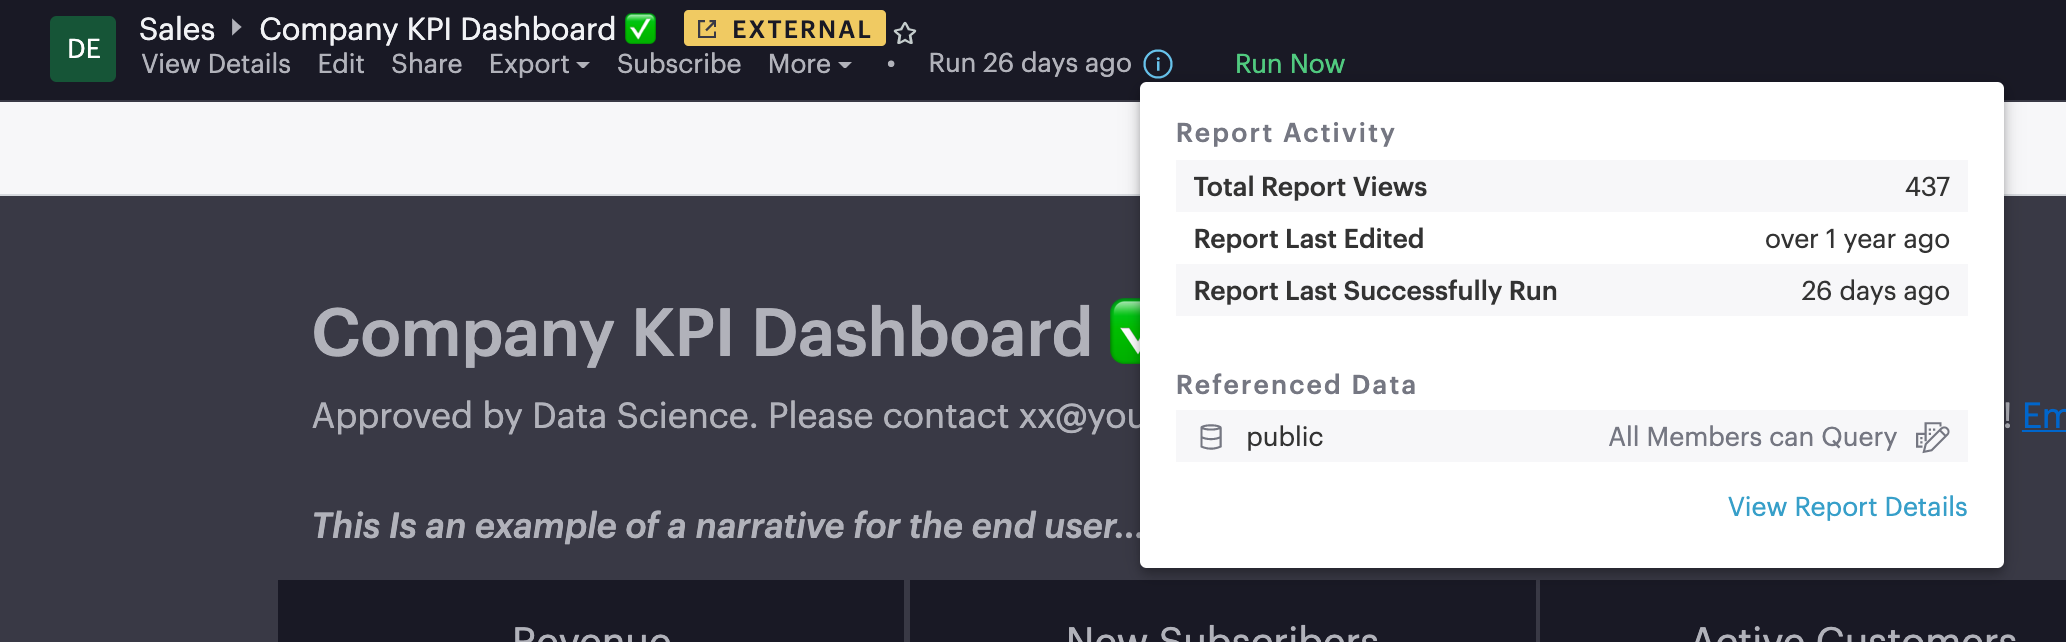 DE
Sales Company KPI Dashboard ✅ EXTERNAL
View Details Edit Share Export Subscribe More • Run 26 days ago Run Now
Report Activity
Total Report Views 437
Report Last Edited over 1 year ago
Report Last Successfully Run 26 days ago
Referenced Data
public All Members can Query
View Report Details
Company KPI Dashboard
Approved by Data Science. Please contact xx@you ! Em
This Is an example of a narrative for the end user...
Revenue New Subscribers Active Customers